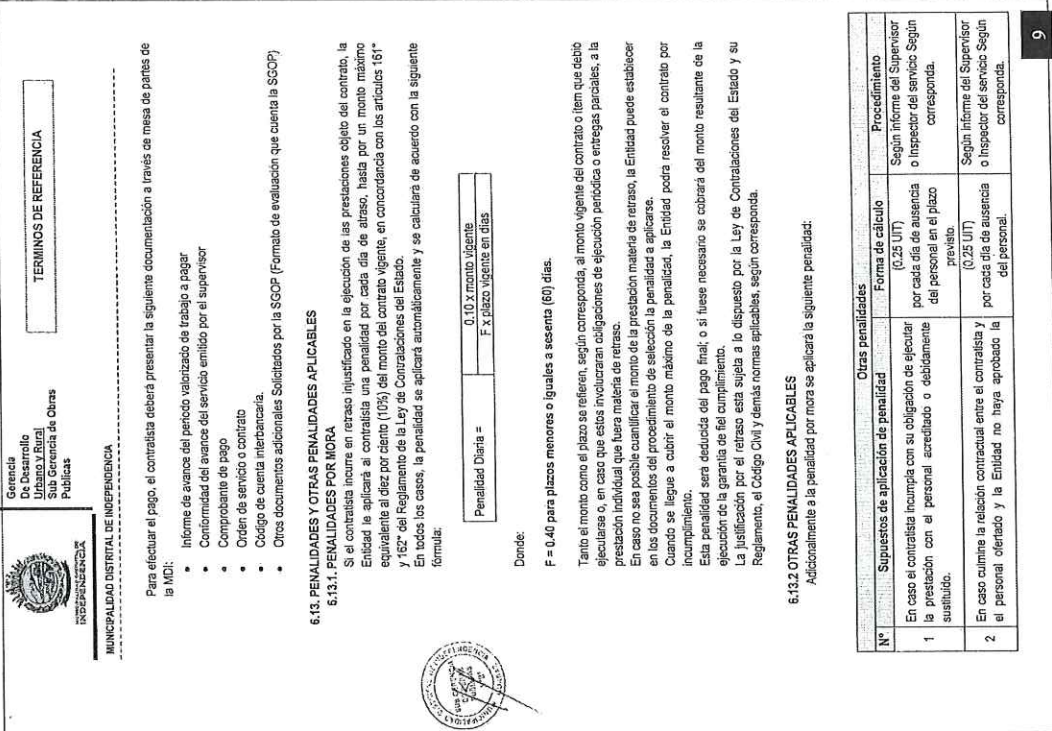 Gerencia
De Desarrollo
Urbano y Rural
Sub Gerencia de Obras
Publicas
TERMINOS DE REFERENCIA
INDEPENDENCIA
MUNICIPALIDAD DISTRITAL DE INDEPENDENCIA
Para efectuar el pago, el contratista deberá presentar la siguiente documentación a través de mesa de partes de
la MDI:
• Informe de avance del periodo valorizado de trabajo a pagar
• Conformidad del avance del servicio emitido por el supervisor
• Comprobante de pago
• Orden de servicio o contrato
• Código de cuenta interbancaria.
• Otros documentos adicionales Solicitados por la SGOP (Formato de evaluación que cuenta la SGOP)
6.13. PENALIDADES Y OTRAS PENALIDADES APLICABLES
6.13.1. PENALIDADES POR MORA
Si el contratista incurre en retraso injustificado en la ejecución de las prestaciones objeto del contrato, la
Entidad le aplicará al contratista una penalidad por cada día de atraso, hasta por un monto máximo
equivalente al diez por ciento (10%) del monto del contrato vigente, en concordancia con los artículos 161°
y 162° del Reglamento de la Ley de Contrataciones del Estado.
En todos los casos, la penalidad se aplicará automáticamente y se calculará de acuerdo con la siguiente
fórmula:
Penalidad Diaria = 0.10 x monto vigente
F x plazo vigente en días
Donde:
F = 0.40 para plazos menores o iguales a sesenta (60) días.
Tanto el monto como el plazo se refieren, según corresponda, al monto vigente del contrato o ítem que debió
ejecutarse o, en caso que estos involucraran obligaciones de ejecución periódica o entregas parciales, a la
prestación individual que fuera materia de retraso.
En caso no sea posible cuantificar el monto de la prestación materia de retraso, la Entidad puede establecer
en los documentos del procedimiento de selección la penalidad a aplicarse.
Cuando se llegue a cubrir el monto máximo de la penalidad, la Entidad podra resolver el contrato por
incumplimiento.
Esta penalidad será deducida del pago final; o si fuese necesario se cobrará del monto resultante de la
ejecución de la garantía de fiel cumplimiento.
La justificación por el retraso esta sujeta a lo dispuesto por la Ley de Contrataciones del Estado y su
Reglamento, el Código Civil y demás normas aplicables, según corresponda.
6.13.2 OTRAS PENALIDADES APLICABLES
Adicionalmente a la penalidad por mora se aplicará la siguiente penalidad:
Otras penalidades
N° Supuestos de aplicación de penalidad Forma de cálculo Procedimiento
1 En caso el contratista incumpla con su obligación de ejecutar la prestación con el personal acreditado o debidamente sustituido. (0.25 UIT) por cada día de ausencia del personal en el plazo previsto. Según informe del Supervisor o Inspector del servicio Según corresponda.
2 En caso culmine la relación contractual entre el contratista y el personal ofertado y la Entidad no haya aprobado la (0.25 UIT) por cada día de ausencia del personal. Según informe del Supervisor o Inspector del servicio Según corresponda.
9